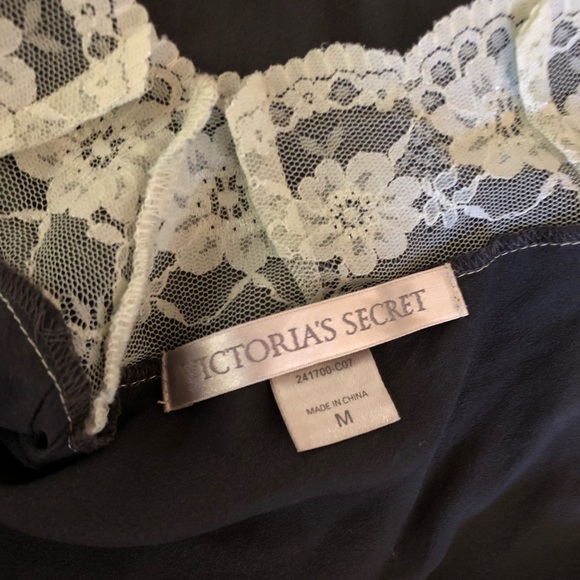 VICTORIA'S SECRET
241700-C07
MADE IN CHINA
M